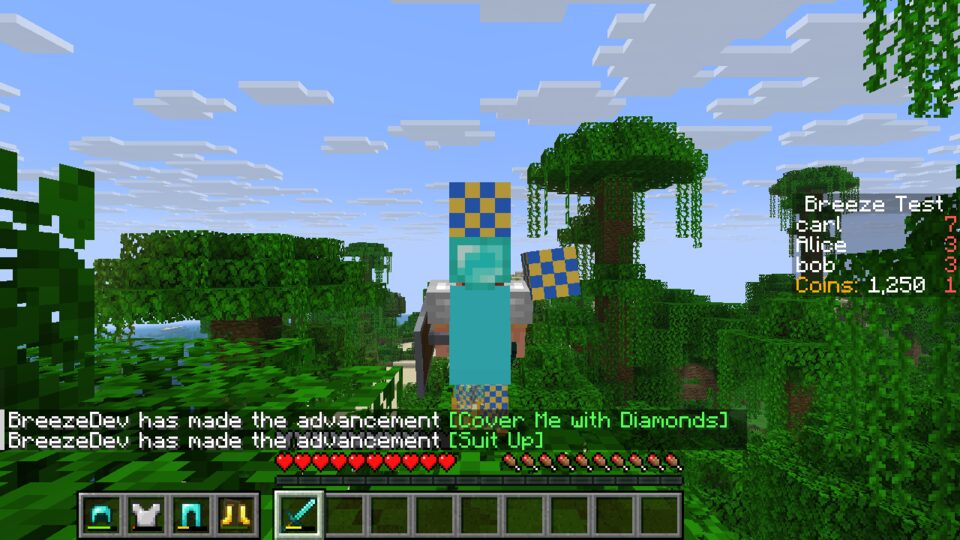 Breeze Test
carl 7
Alice 3
bob 3
Coins: 1,250 1
BreezeDev has made the advancement [Cover Me with Diamonds]
BreezeDev has made the advancement [Suit Up]